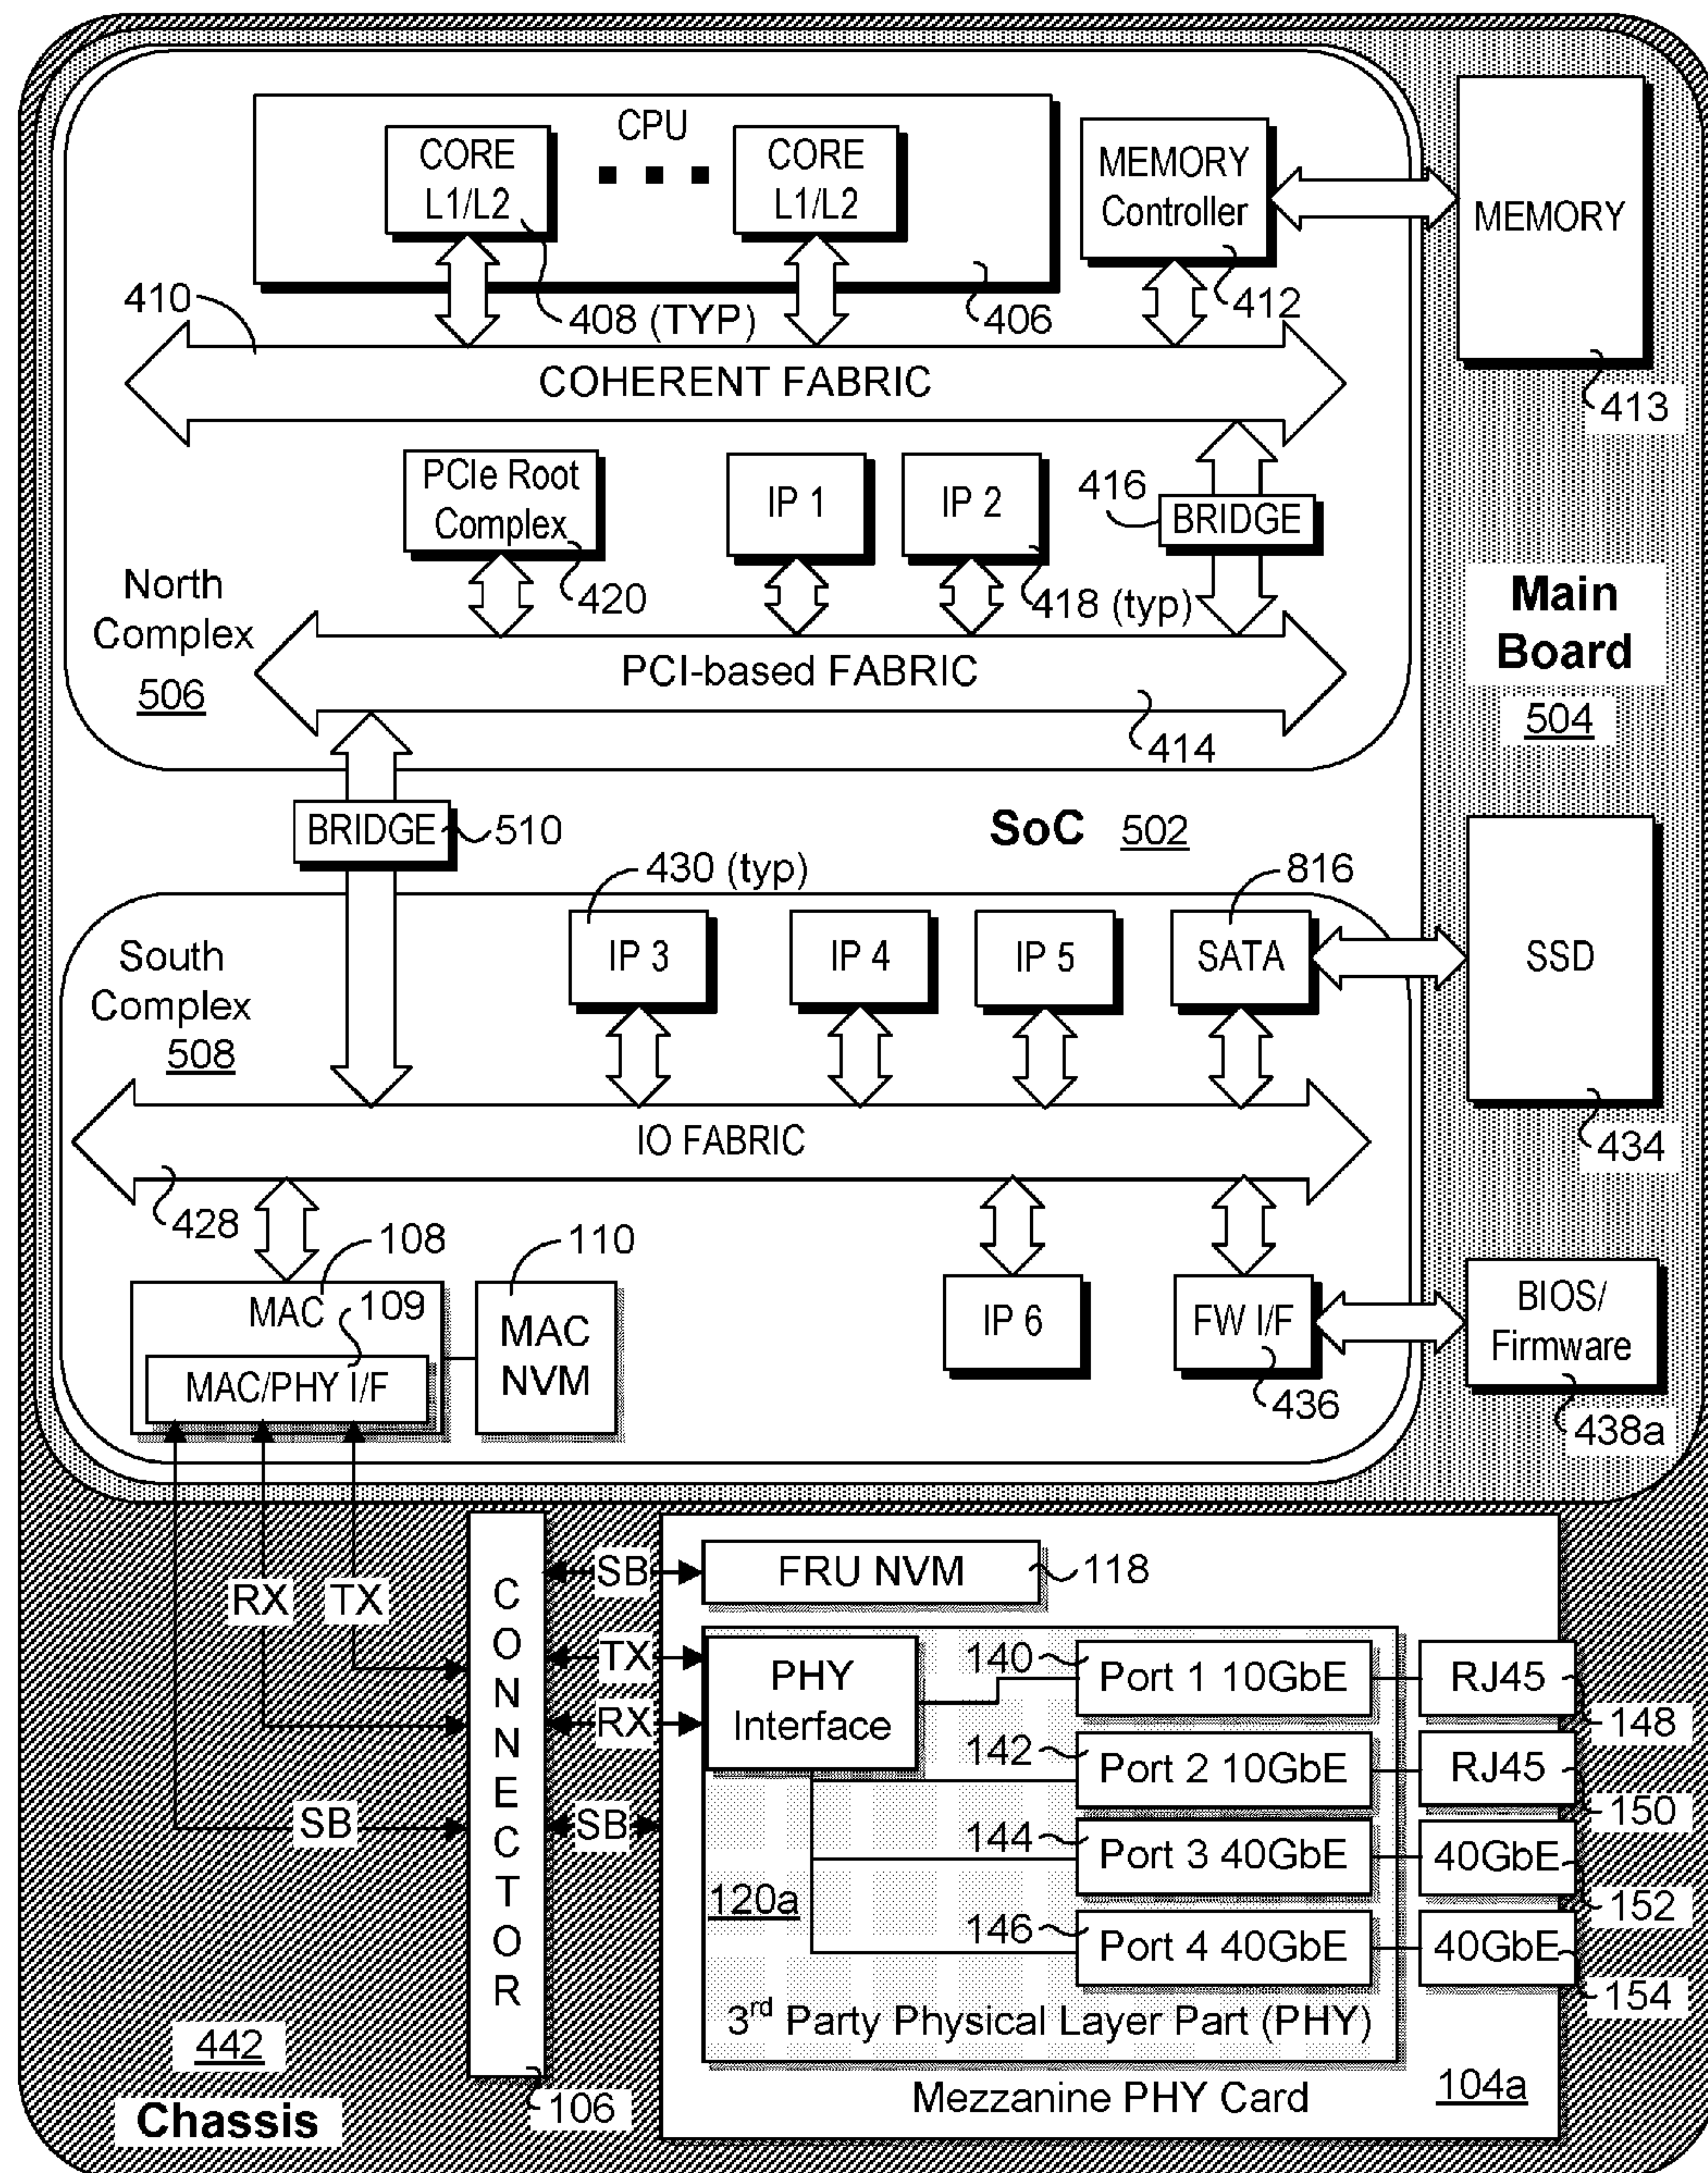 CPU
CORE
L1/L2
CORE
L1/L2
MEMORY
Controller
MEMORY
410
408 (TYP)
406
412
COHERENT FABRIC
413
PCIe Root
Complex
IP 1
IP 2
416
BRIDGE
North
Complex
506
420
418 (typ)
Main
Board
504
PCI-based FABRIC
414
BRIDGE
510
SoC 502
430 (typ)
816
South
Complex
508
IP 3
IP 4
IP 5
SATA
SSD
IO FABRIC
434
428
108
110
MAC
109
MAC/PHY I/F
MAC
NVM
IP 6
FW I/F
BIOS/
Firmware
436
438a
CONNECTOR
RX
TX
SB
SB
FRU NVM
118
TX
RX
SB
PHY
Interface
140
Port 1 10GbE
RJ45
148
142
Port 2 10GbE
RJ45
150
144
Port 3 40GbE
40GbE
152
120a
146
Port 4 40GbE
40GbE
154
3rd Party Physical Layer Part (PHY)
442
Chassis
106
Mezzanine PHY Card
104a